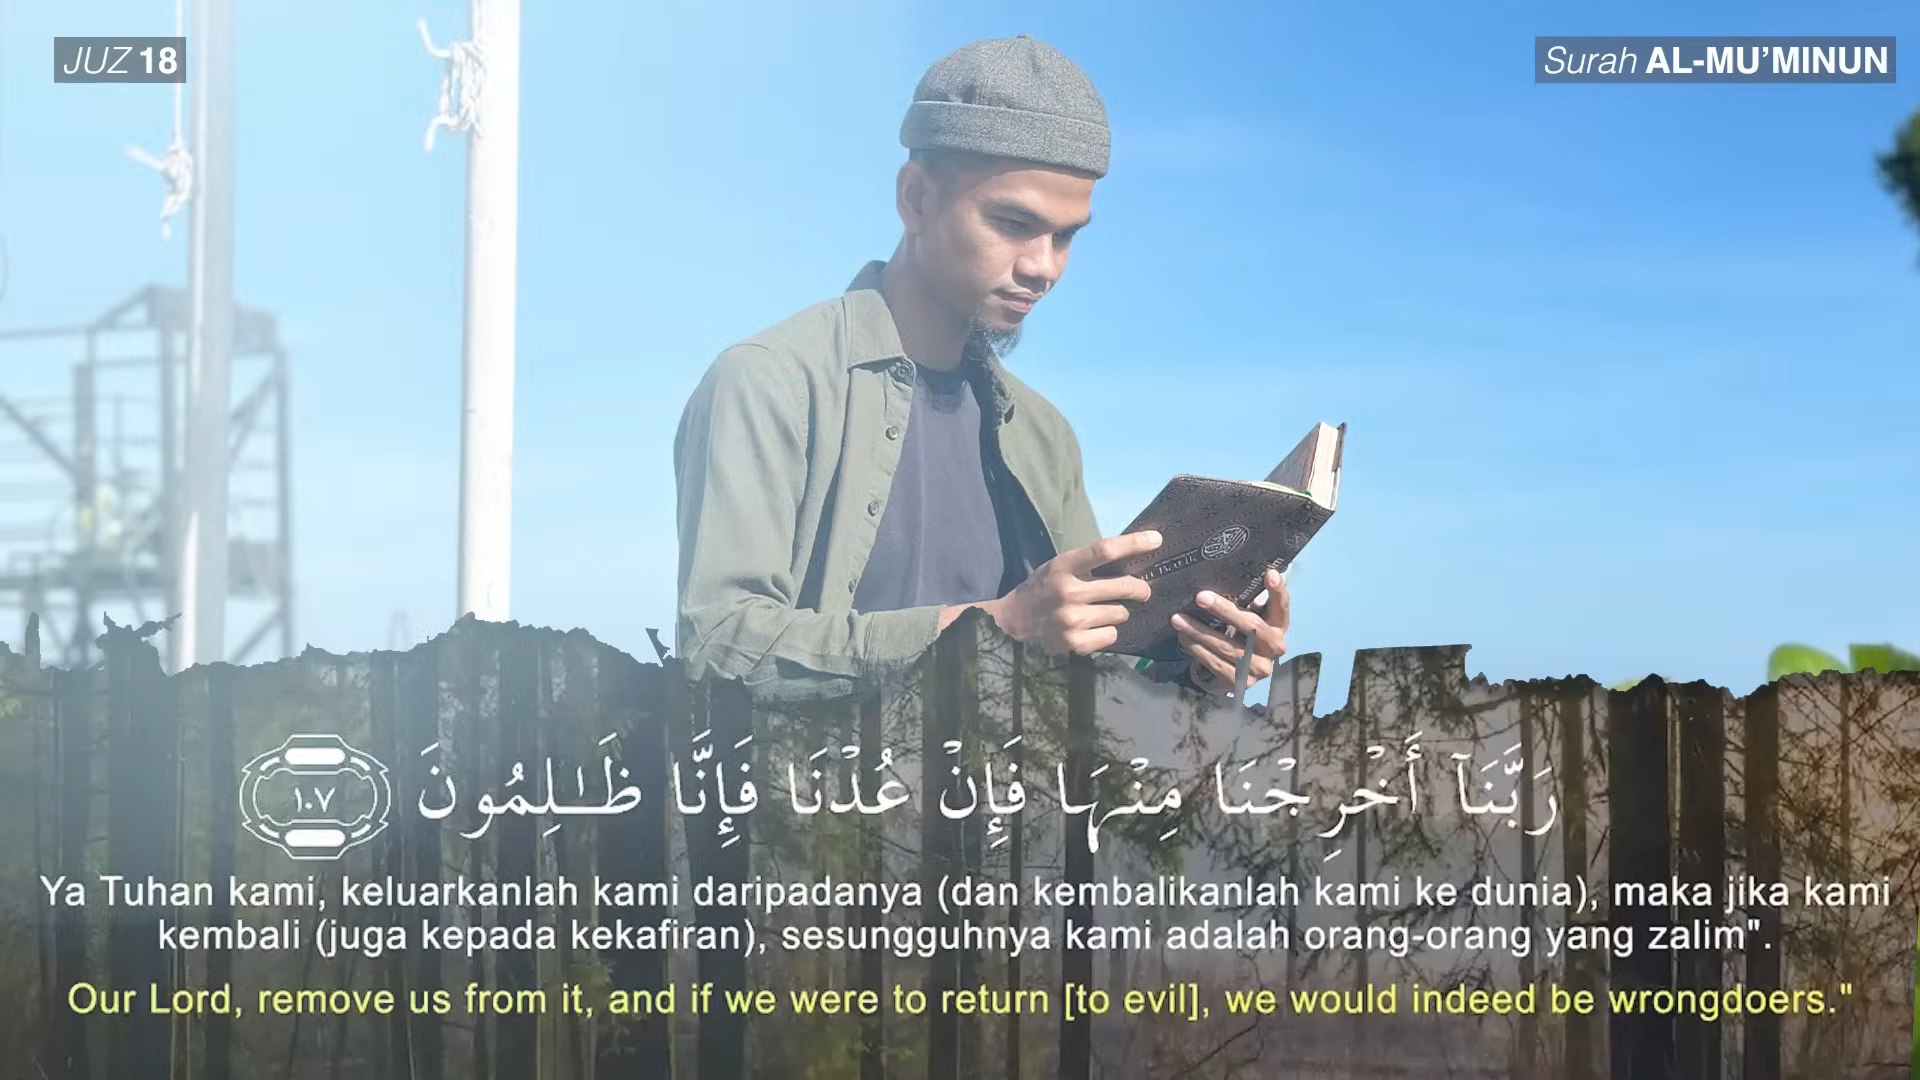 JUZ 18
Surah AL-MU’MINUN
رَبَّنَآ أَخْرِجْنَا مِنْهَا فَإِنْ عُدْنَا فَإِنَّا ظَـٰلِمُونَ ١٠٧
Ya Tuhan kami, keluarkanlah kami daripadanya (dan kembalikanlah kami ke dunia), maka jika kami
kembali (juga kepada kekafiran), sesungguhnya kami adalah orang-orang yang zalim".
Our Lord, remove us from it, and if we were to return [to evil], we would indeed be wrongdoers."